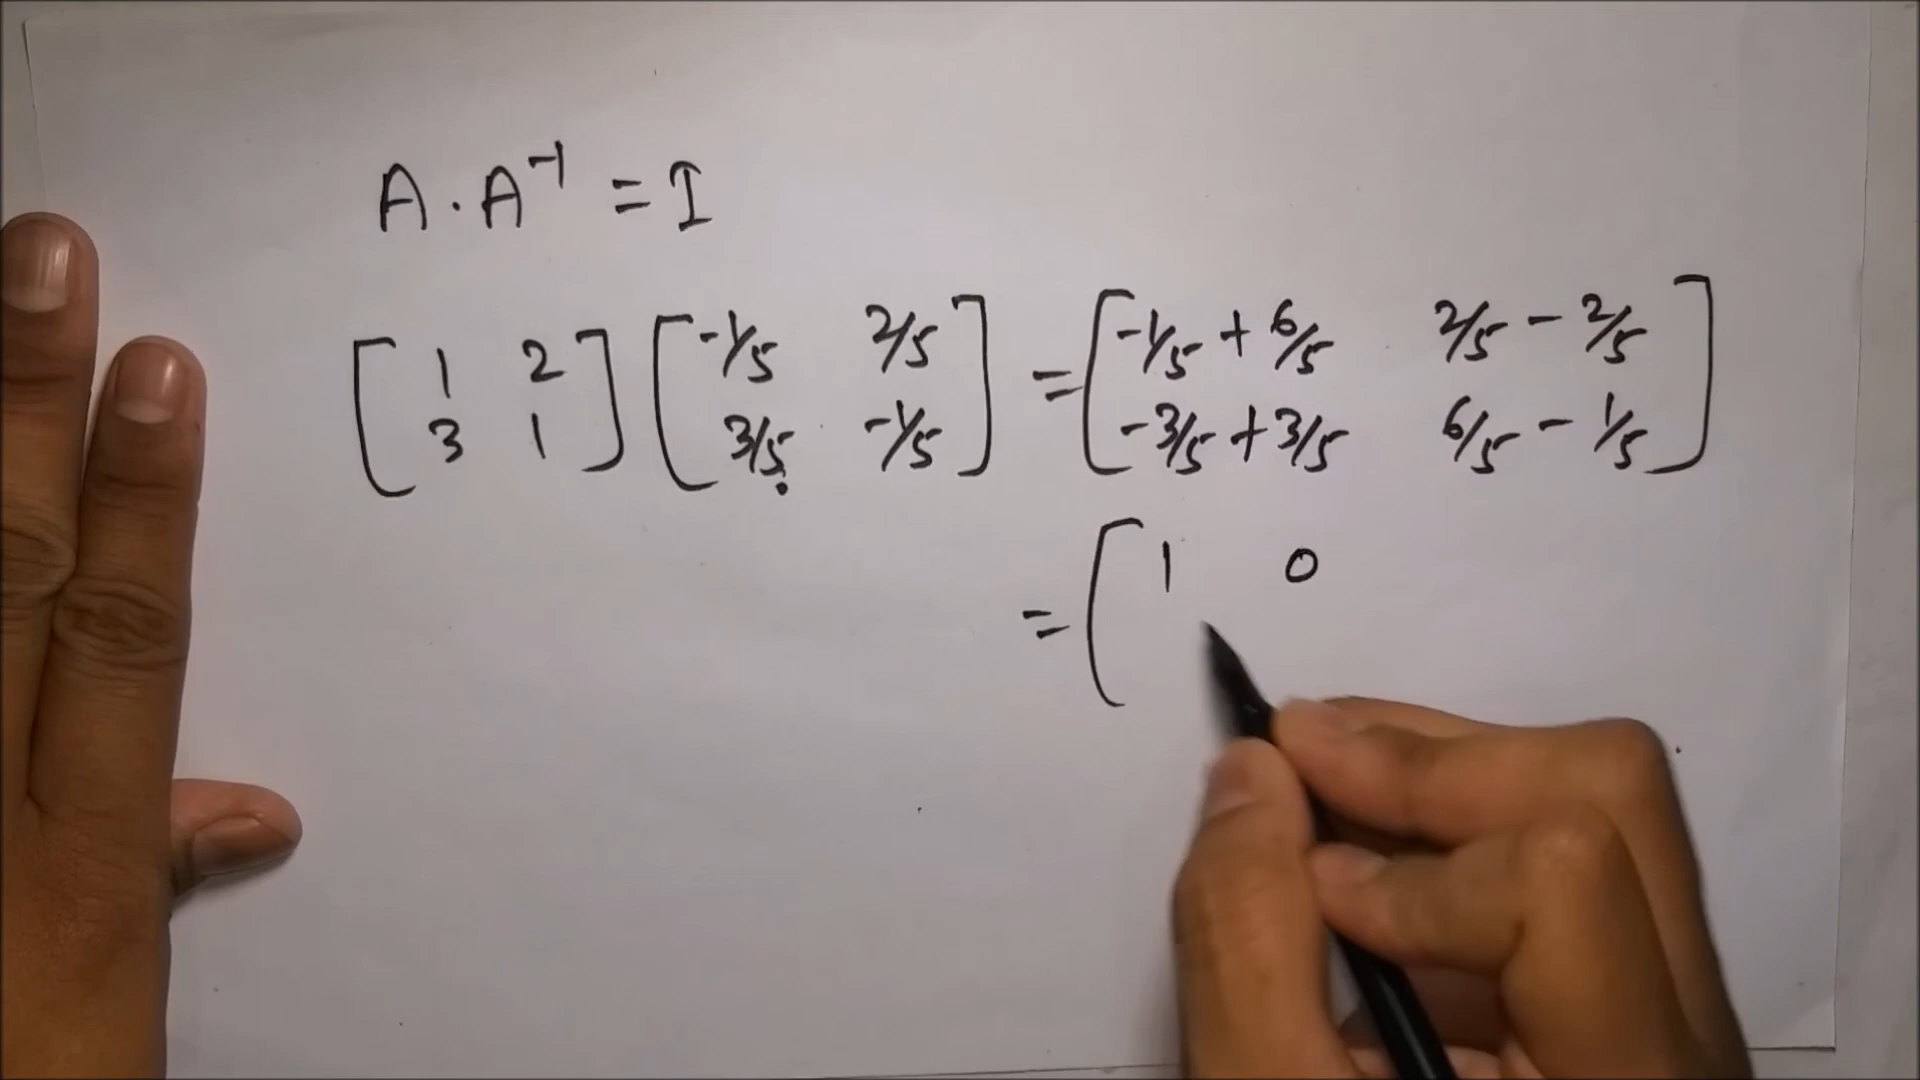 A · A⁻¹ = I
[ 1 2 ] [ -1/5 2/5 ] = [ -1/5 + 6/5 2/5 - 2/5 ]
[ 3 1 ] [ 3/5 -1/5 ] [ -3/5 + 3/5 6/5 - 1/5 ]
= [ 1 0